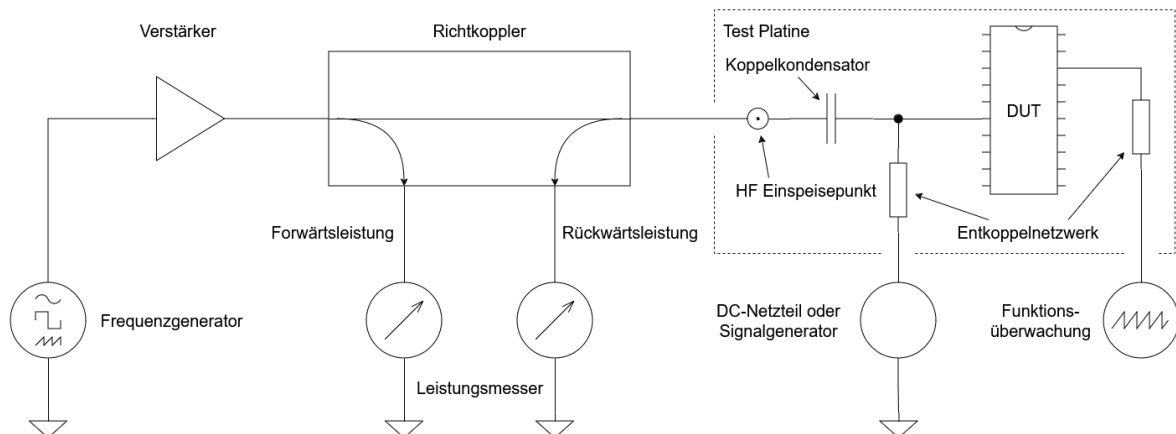 Verstärker
Richtkoppler
Test Platine
Koppelkondensator
DUT
HF Einspeisepunkt
Forwärtsleistung
Rückwärtsleistung
Entkoppelnetzwerk
Frequenzgenerator
DC-Netzteil oder
Signalgenerator
Funktions-
überwachung
Leistungsmesser